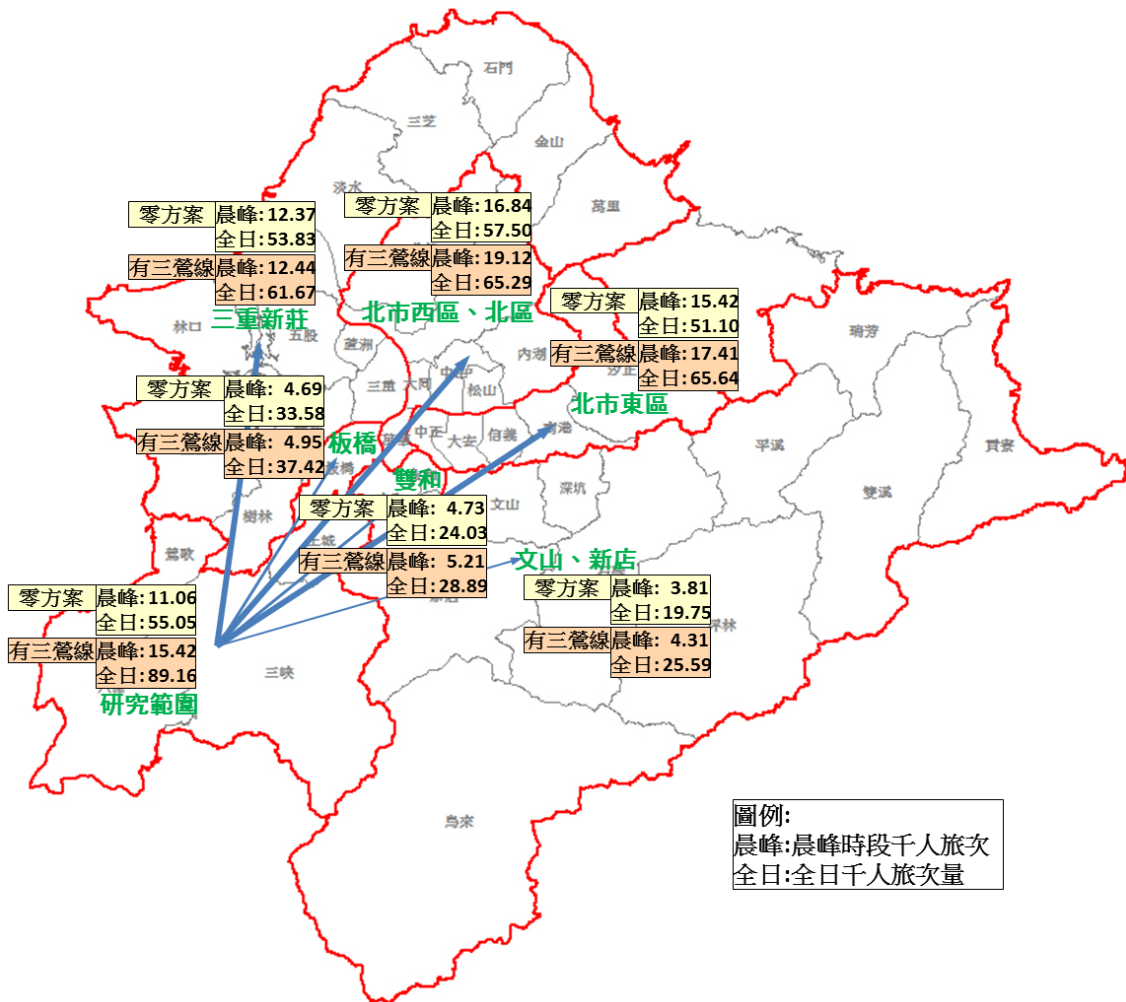 石門
三芝
金山
淡水
萬里
零方案
晨峰:12.37
全日:53.83
有三鶯線
晨峰:12.44
全日:61.67
三重新莊
零方案
晨峰:16.84
全日:57.50
有三鶯線
晨峰:19.12
全日:65.29
北市西區、北區
零方案
晨峰:15.42
全日:51.10
有三鶯線
晨峰:17.41
全日:65.64
北市東區
林口
五股
蘆洲
三重
大同
中
松山
內湖
汐止
瑞芳
平溪
雙溪
貢寮
零方案
晨峰: 4.69
全日:33.58
有三鶯線
晨峰: 4.95
全日:37.42
板橋
板橋
中正
大安
信義
南港
雙和
零方案
晨峰: 4.73
全日:24.03
有三鶯線
晨峰: 5.21
全日:28.89
文山
深坑
樹林
土城
鶯歌
文山、新店
零方案
晨峰: 3.81
全日:19.75
有三鶯線
晨峰: 4.31
全日:25.59
坪林
零方案
晨峰:11.06
全日:55.05
有三鶯線
晨峰:15.42
全日:89.16
研究範圍
三峽
烏來
圖例:
晨峰:晨峰時段千人旅次
全日:全日千人旅次量